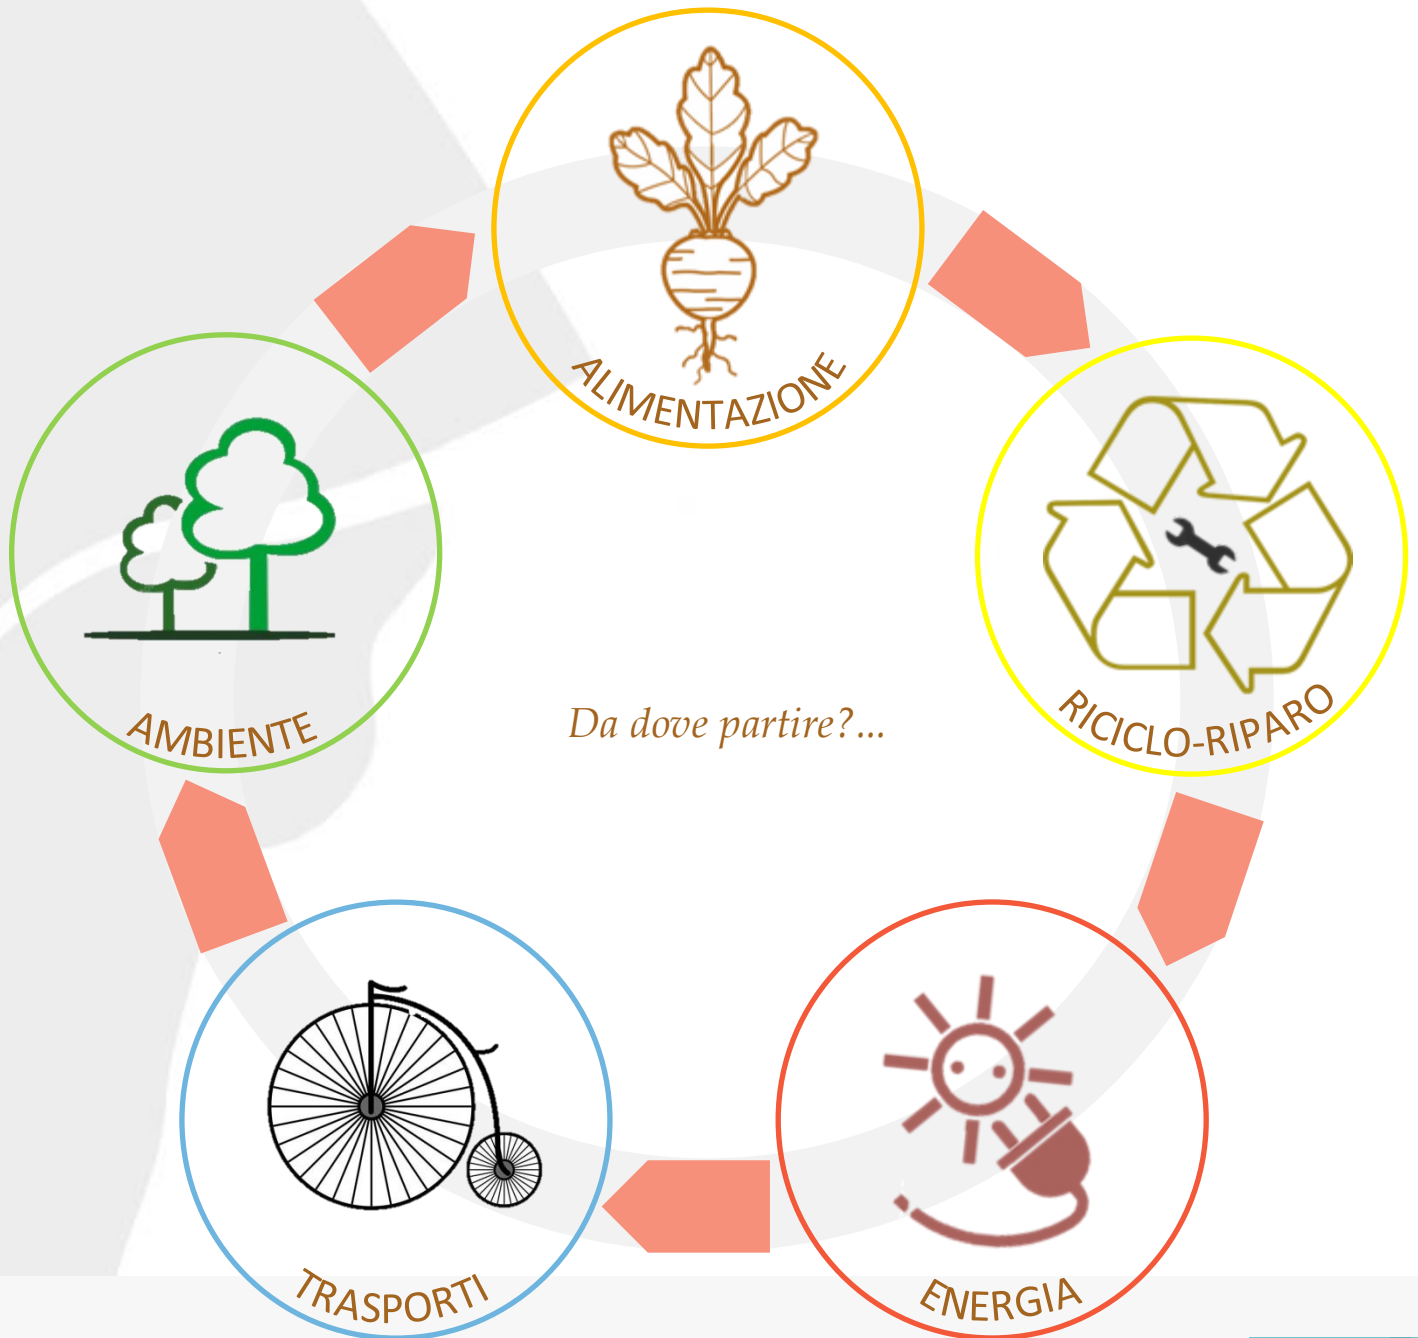 ALIMENTAZIONE
RICICLO-RIPARO
AMBIENTE
Da dove partire?...
TRASPORTI
ENERGIA